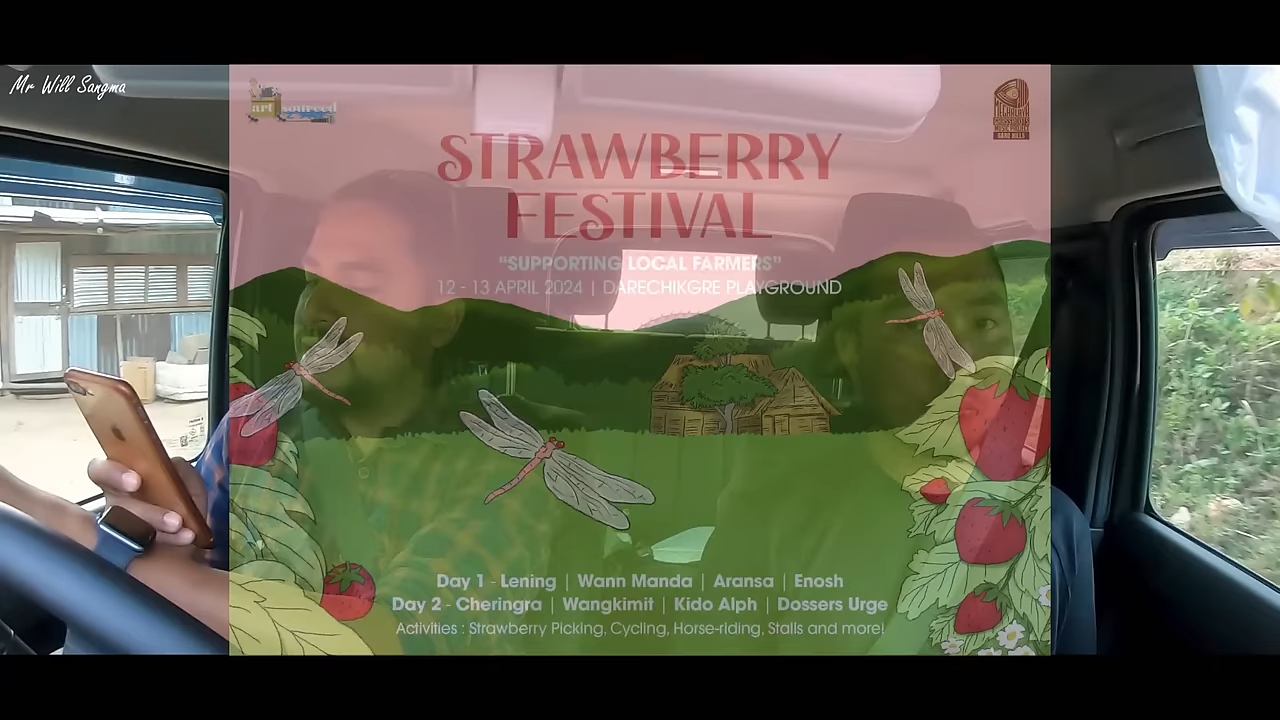 Mr Will Sangma
art sourced
STRAWBERRY
FESTIVAL
"SUPPORTING LOCAL FARMERS"
12 - 13 APRIL 2024 | DARECHIKGRE PLAYGROUND
Day 1 - Lening | Wann Manda | Aransa | Enosh
Day 2 - Cheringra | Wangkimit | Kido Alph | Dossers Urge
Activities : Strawberry Picking, Cycling, Horse-riding, Stalls and more!